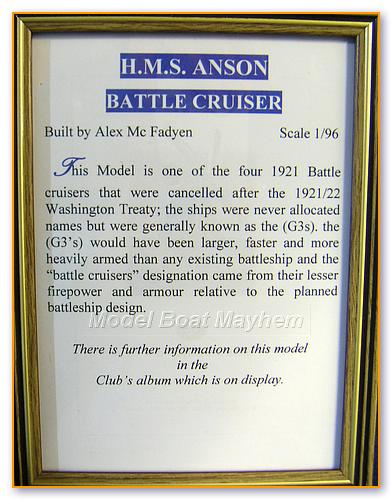 H.M.S. ANSON
BATTLE CRUISER
Built by Alex Mc Fadyen Scale 1/96
This Model is one of the four 1921 Battle
cruisers that were cancelled after the 1921/22
Washington Treaty; the ships were never allocated
names but were generally known as the (G3s). the
(G3's) would have been larger, faster and more
heavily armed than any existing battleship and the
“battle cruisers” designation came from their lesser
firepower and armour relative to the planned
battleship design.
Model Boat Mayhem
There is further information on this model
in the
Club's album which is on display.